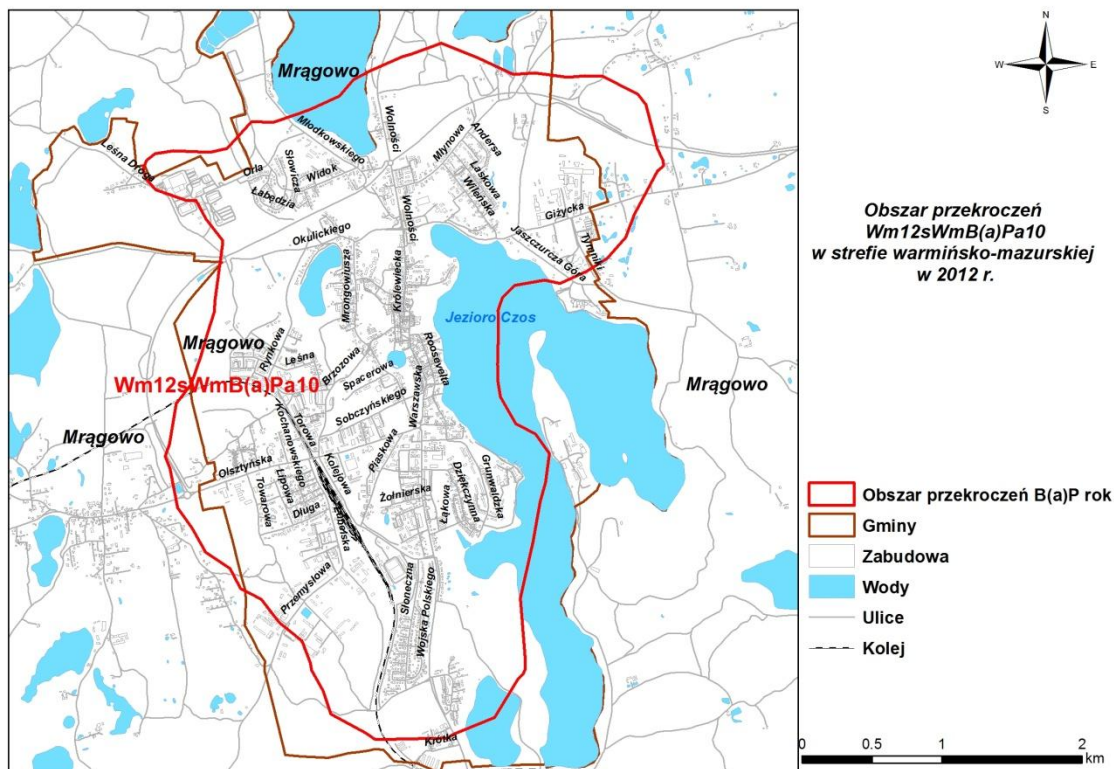 Mrągowo
Leśna Droga
Młodkowskiego
Wolności
Orla
Słowicza
Widok
Łabędzia
Młynowa
Andersa
Laskowa
Wileńska
Giżycka
Tymniki
Jaszczurcza Góra
Okulickiego
Wolności
Mrongowiusza
Królewiecka
Jezioro Czos
Mrągowo
Rynkowa
Leśna
Brzozowa
Spacerowa
Roosevelta
Warszawska
Mrągowo
Wm12sWmB(a)Pa10
Sobczyńskiego
Mrągowo
Kochanowskiego
Torowa
Kolejowa
Piaskowa
Olsztyńska
Towarowa
Lipowa
Długa
Żołnierska
Łąkowa
Dziękczynna
Grunwaldzka
Przemysłowa
Słoneczna
Wojska Polskiego
Krótka
N
W E
S
Obszar przekroczeń
Wm12sWmB(a)Pa10
w strefie warmińsko-mazurskiej
w 2012 r.
Obszar przekroczeń B(a)P rok
Gminy
Zabudowa
Wody
Ulice
Kolej
0 0.5 1 2
km